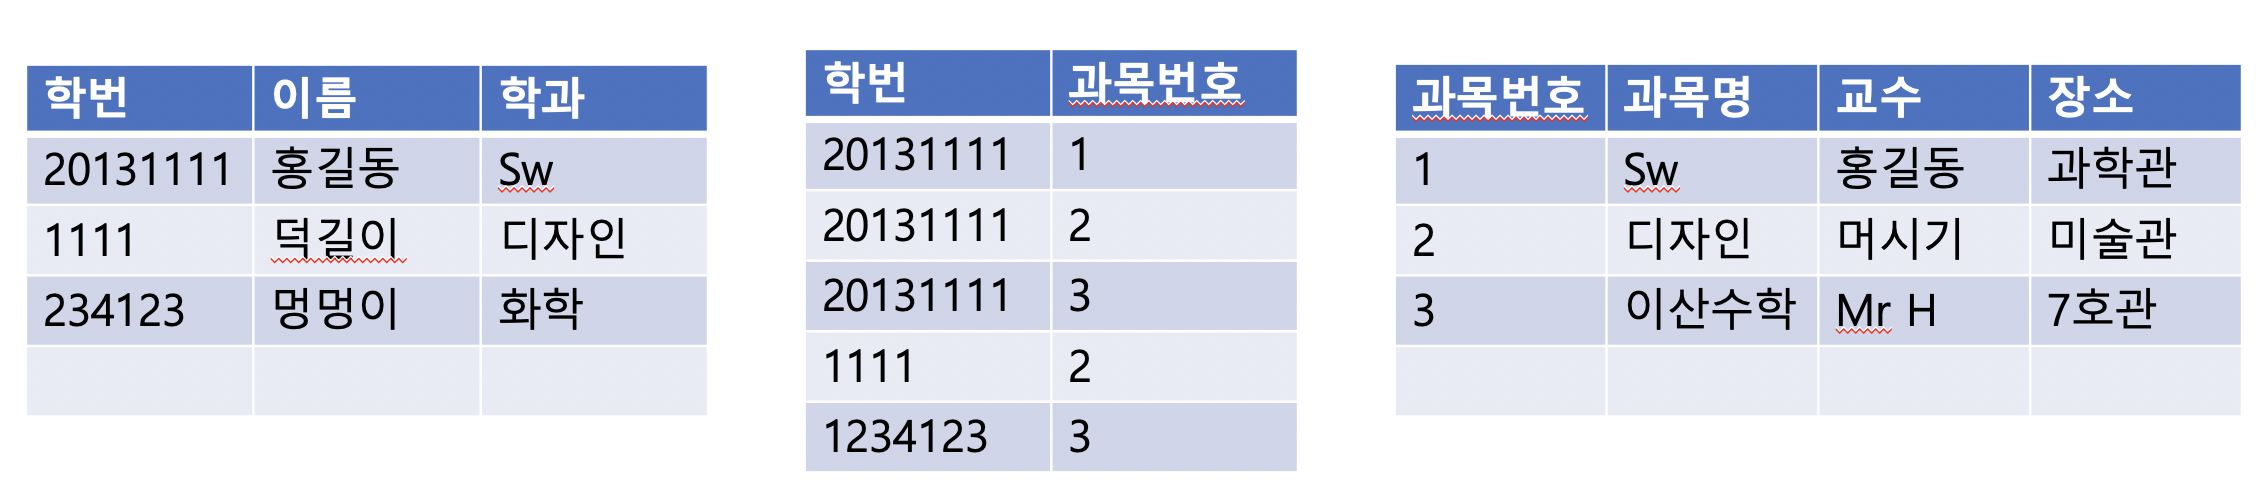 학번 이름 학과
20131111 홍길동 Sw
1111 덕길이 디자인
234123 멍멍이 화학
학번 과목번호
20131111 1
20131111 2
20131111 3
1111 2
1234123 3
과목번호 과목명 교수 장소
1 Sw 홍길동 과학관
2 디자인 머시기 미술관
3 이산수학 Mr H 7호관